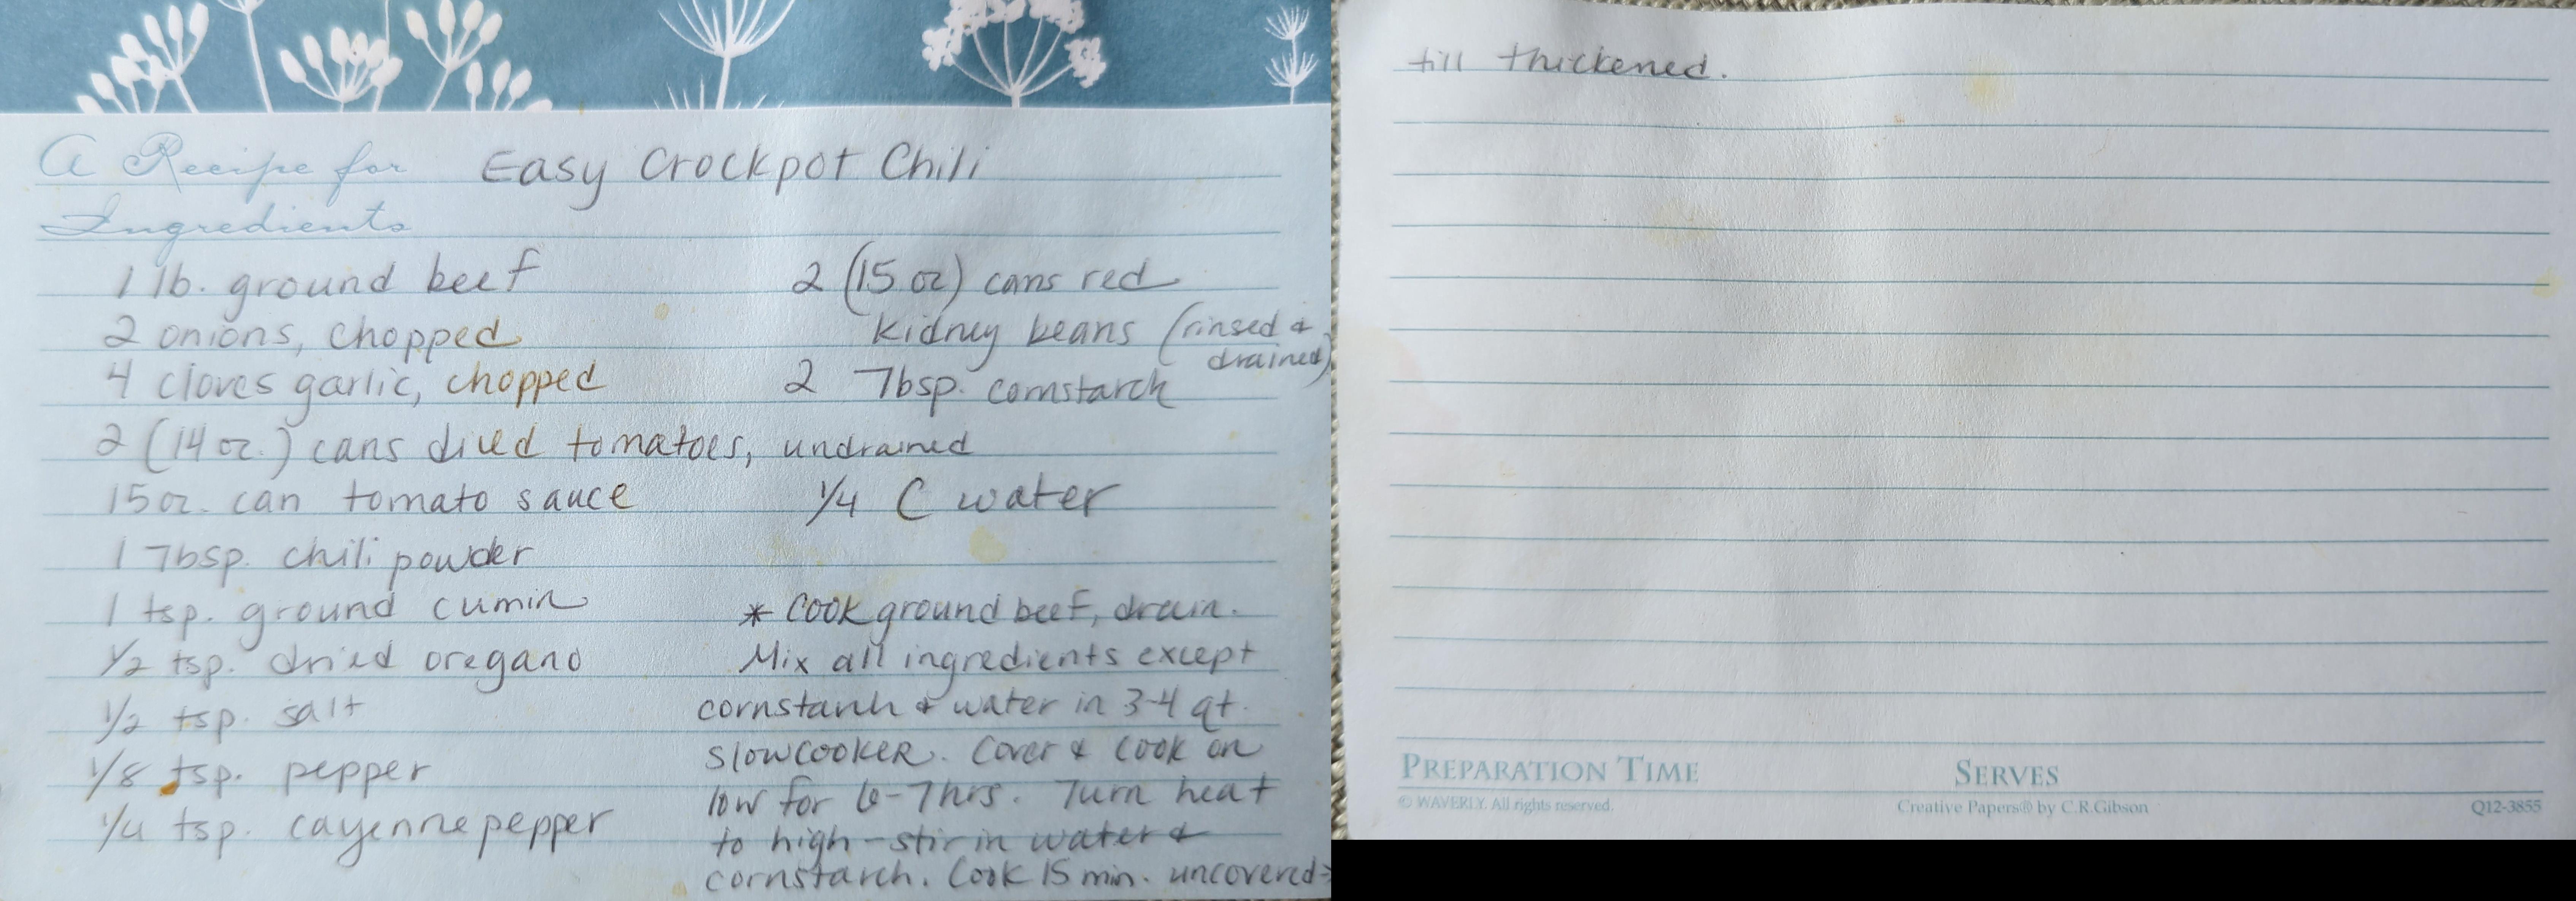 A Recipe for Easy Crockpot Chili
Ingredients
1 lb. ground beef
2 onions, chopped
4 cloves garlic, chopped
2 (14 oz.) cans diced tomatoes, undrained
15 oz. can tomato sauce
1 Tbsp. chili powder
1 tsp. ground cumin
1/2 tsp. dried oregano
1/2 tsp. salt
1/8 tsp. pepper
1/4 tsp. cayenne pepper
2 (15 oz) cans red
kidney beans (rinsed &
drained)
2 Tbsp. cornstarch
1/4 C water
* Cook ground beef, drain.
Mix all ingredients except
cornstarch & water in 3-4 qt.
slowcooker. Cover & cook on
low for 6-7 hrs. Turn heat
to high - stir in water &
cornstarch. Cook 15 min. uncovered→
till thickened.
PREPARATION TIME
SERVES
© WAVERLY. All rights reserved.
Creative Papers® by C.R.Gibson
Q12-3855